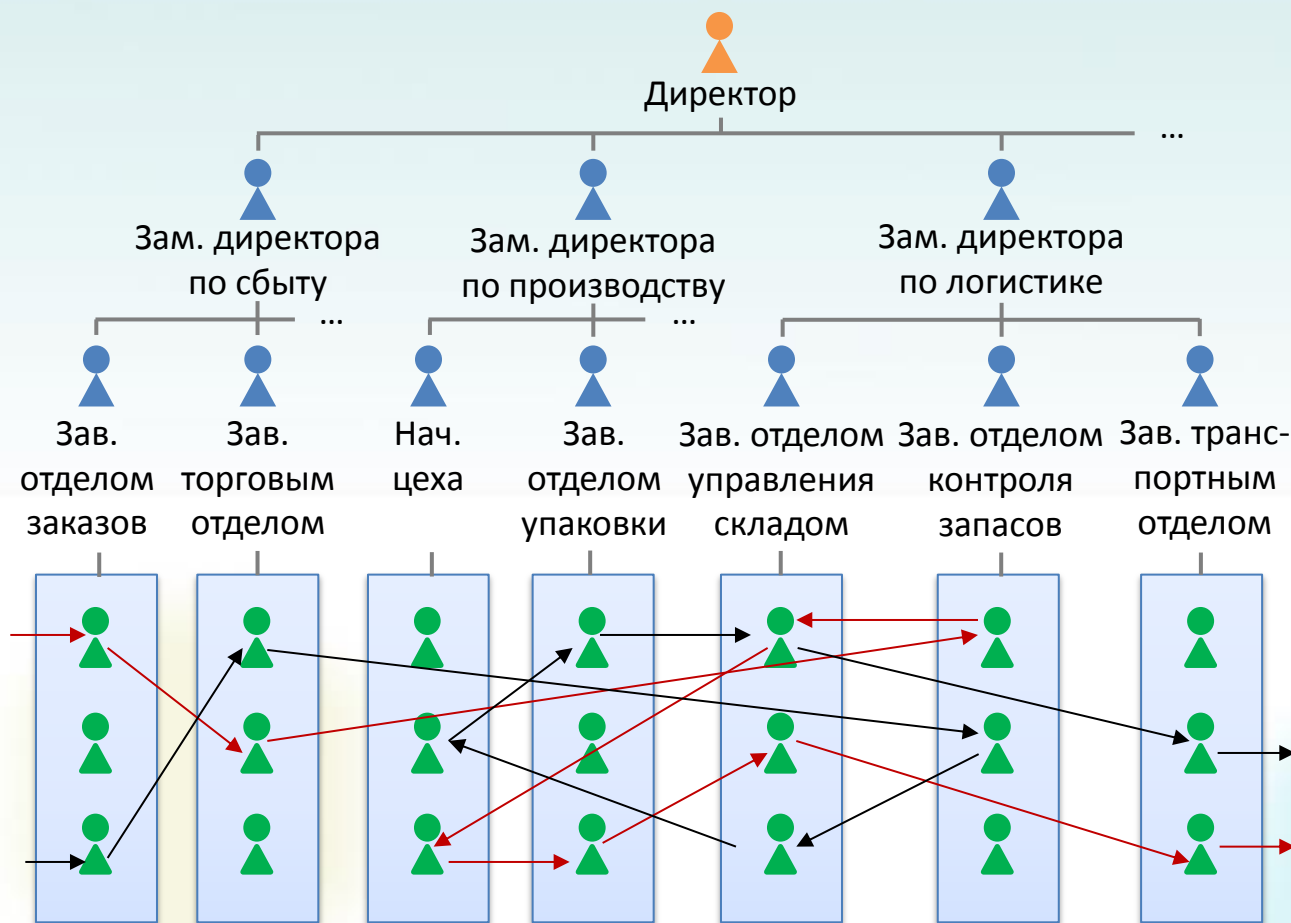 Директор
...
Зам. директора
по сбыту
Зам. директора
по производству
Зам. директора
по логистике
...
...
Зав.
отделом
заказов
Зав.
торговым
отделом
Нач.
цеха
Зав.
отделом
упаковки
Зав. отделом
управления
складом
Зав. отделом
контроля
запасов
Зав. транс-
портным
отделом